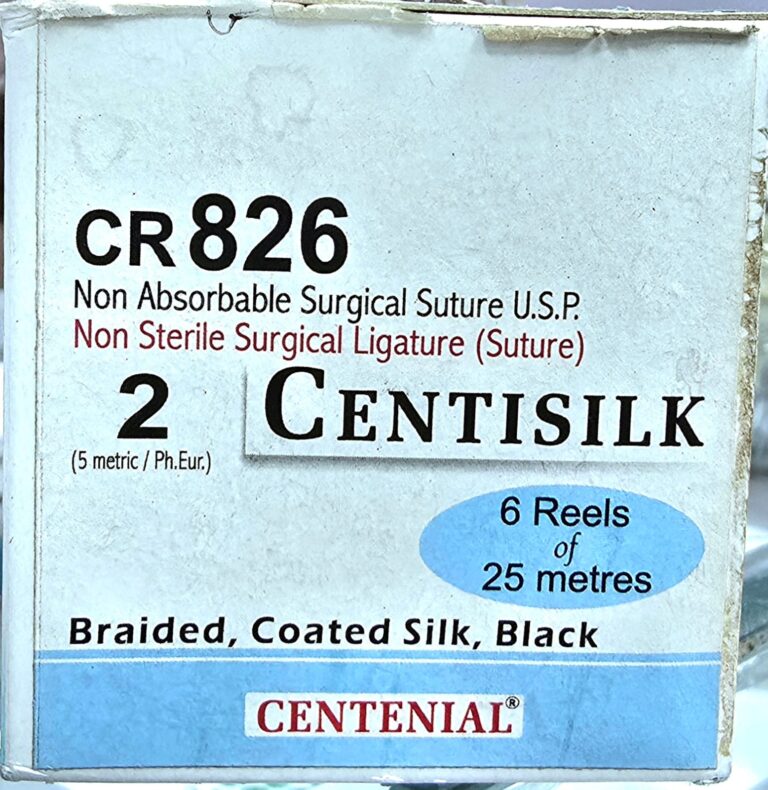 CR 826
Non Absorbable Surgical Suture U.S.P.
Non Sterile Surgical Ligature (Suture)
2 CENTISILK
(5 metric / Ph.Eur.)
6 Reels
of
25 metres
Braided, Coated Silk, Black
CENTENIAL®